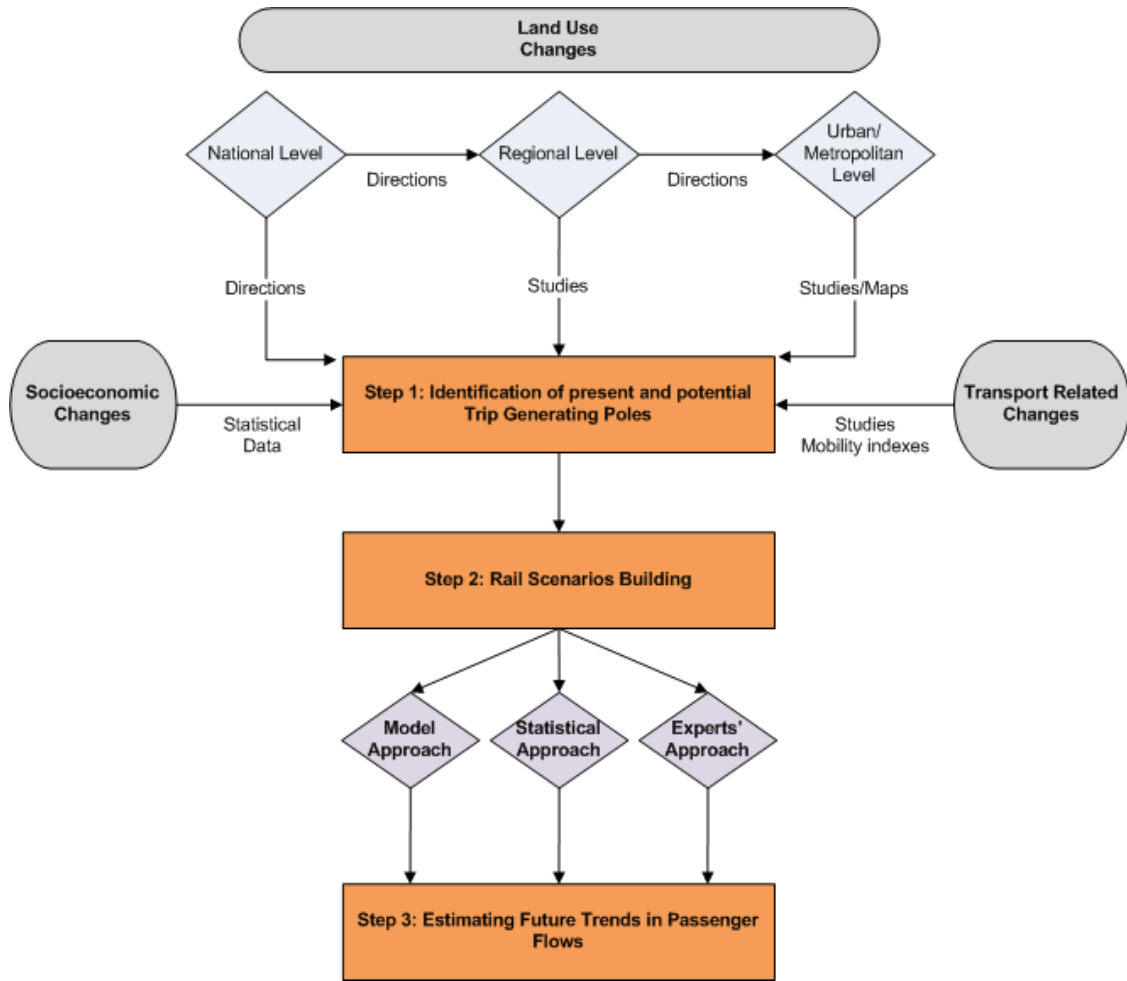 Land Use
Changes
National Level
Regional Level
Urban/
Metropolitan
Level
Directions
Directions
Directions
Studies
Studies/Maps
Socioeconomic
Changes
Step 1: Identification of present and potential
Trip Generating Poles
Transport Related
Changes
Statistical
Data
Studies
Mobility indexes
Step 2: Rail Scenarios Building
Model
Approach
Statistical
Approach
Experts'
Approach
Step 3: Estimating Future Trends in Passenger
Flows